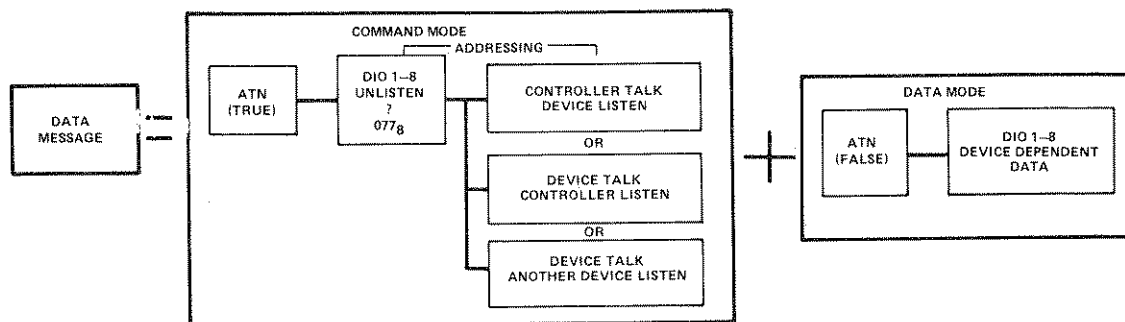 DATA
MESSAGE
=
COMMAND MODE
ADDRESSING
ATN
(TRUE)
DIO 1–8
UNLISTEN
?
077₈
CONTROLLER TALK
DEVICE LISTEN
OR
DEVICE TALK
CONTROLLER LISTEN
OR
DEVICE TALK
ANOTHER DEVICE LISTEN
+
DATA MODE
ATN
(FALSE)
DIO 1–8
DEVICE DEPENDENT
DATA